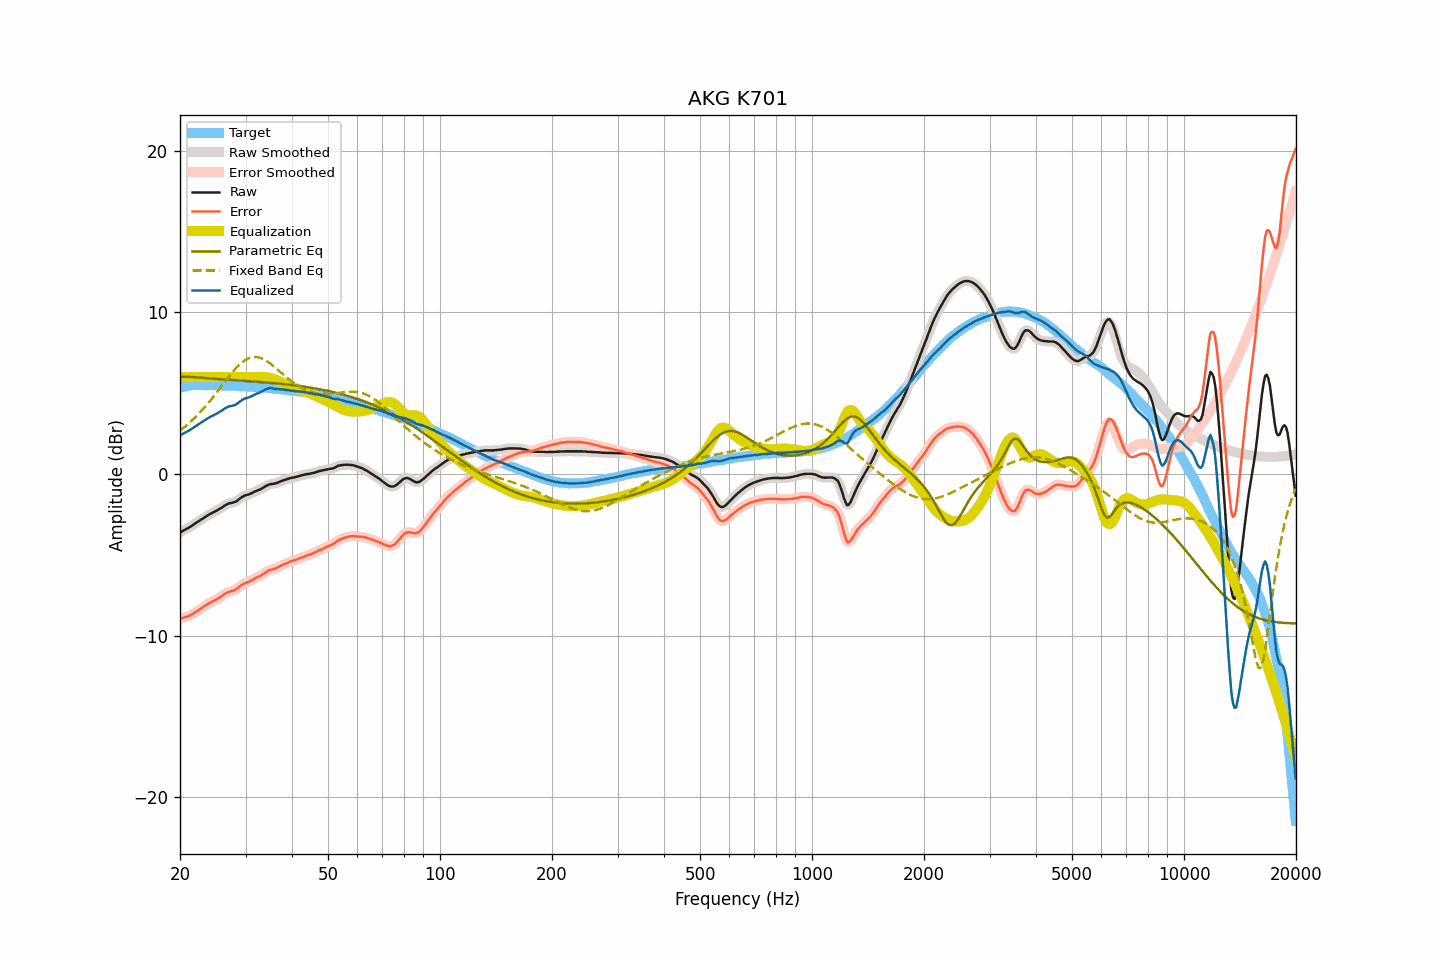 AKG K701
Target
Raw Smoothed
Error Smoothed
Raw
Error
Equalization
Parametric Eq
Fixed Band Eq
Equalized
Amplitude (dBr)
20
10
0
−10
−20
20 50 100 200 500 1000 2000 5000 10000 20000
Frequency (Hz)